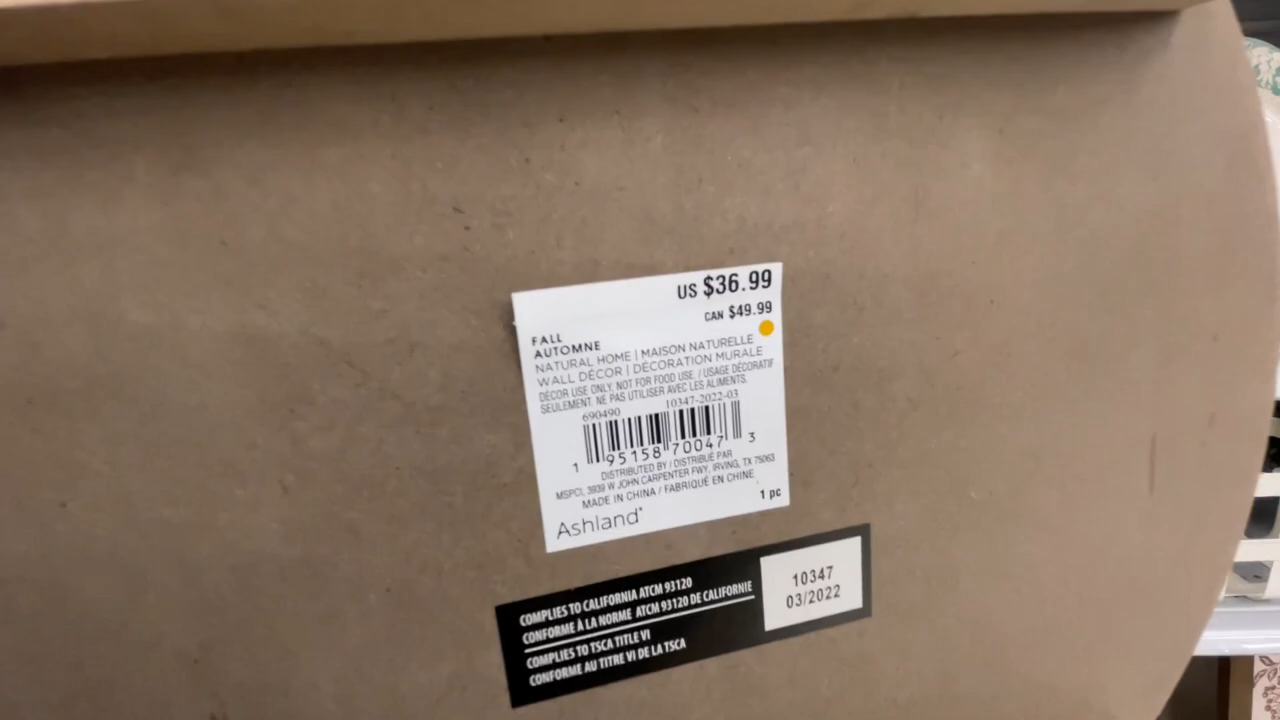 US $36.99
CAN $49.99
FALL
AUTOMNE
NATURAL HOME | MAISON NATURELLE
WALL DÉCOR | DÉCORATION MURALE
DÉCOR USE ONLY. NOT FOR FOOD USE. / USAGE DÉCORATIF
SEULEMENT. NE PAS UTILISER AVEC LES ALIMENTS.
690490 10347-2022-03
1 95158 70047 3
DISTRIBUTED BY / DISTRIBUÉ PAR
MSPCI, 3939 W JOHN CARPENTER FWY, IRVING, TX 75063
MADE IN CHINA / FABRIQUÉ EN CHINE
1 pc
Ashland®
COMPLIES TO CALIFORNIA ATCM 93120
CONFORME À LA NORME ATCM 93120 DE CALIFORNIE
COMPLIES TO TSCA TITLE VI
CONFORME AU TITRE VI DE LA TSCA
10347
03/2022